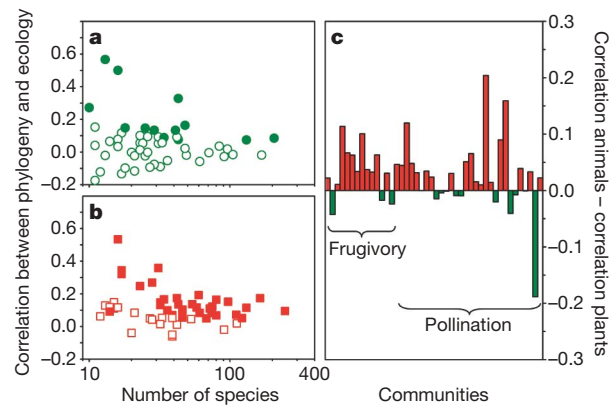 Correlation between phylogeny and ecology
a
0.6
0.4
0.2
0.0
−0.2
b
0.6
0.4
0.2
0.0
−0.2
10
100
400
Number of species
c
Frugivory
Pollination
Communities
0.3
0.2
0.1
0.0
−0.1
−0.2
−0.3
Correlation animals – correlation plants